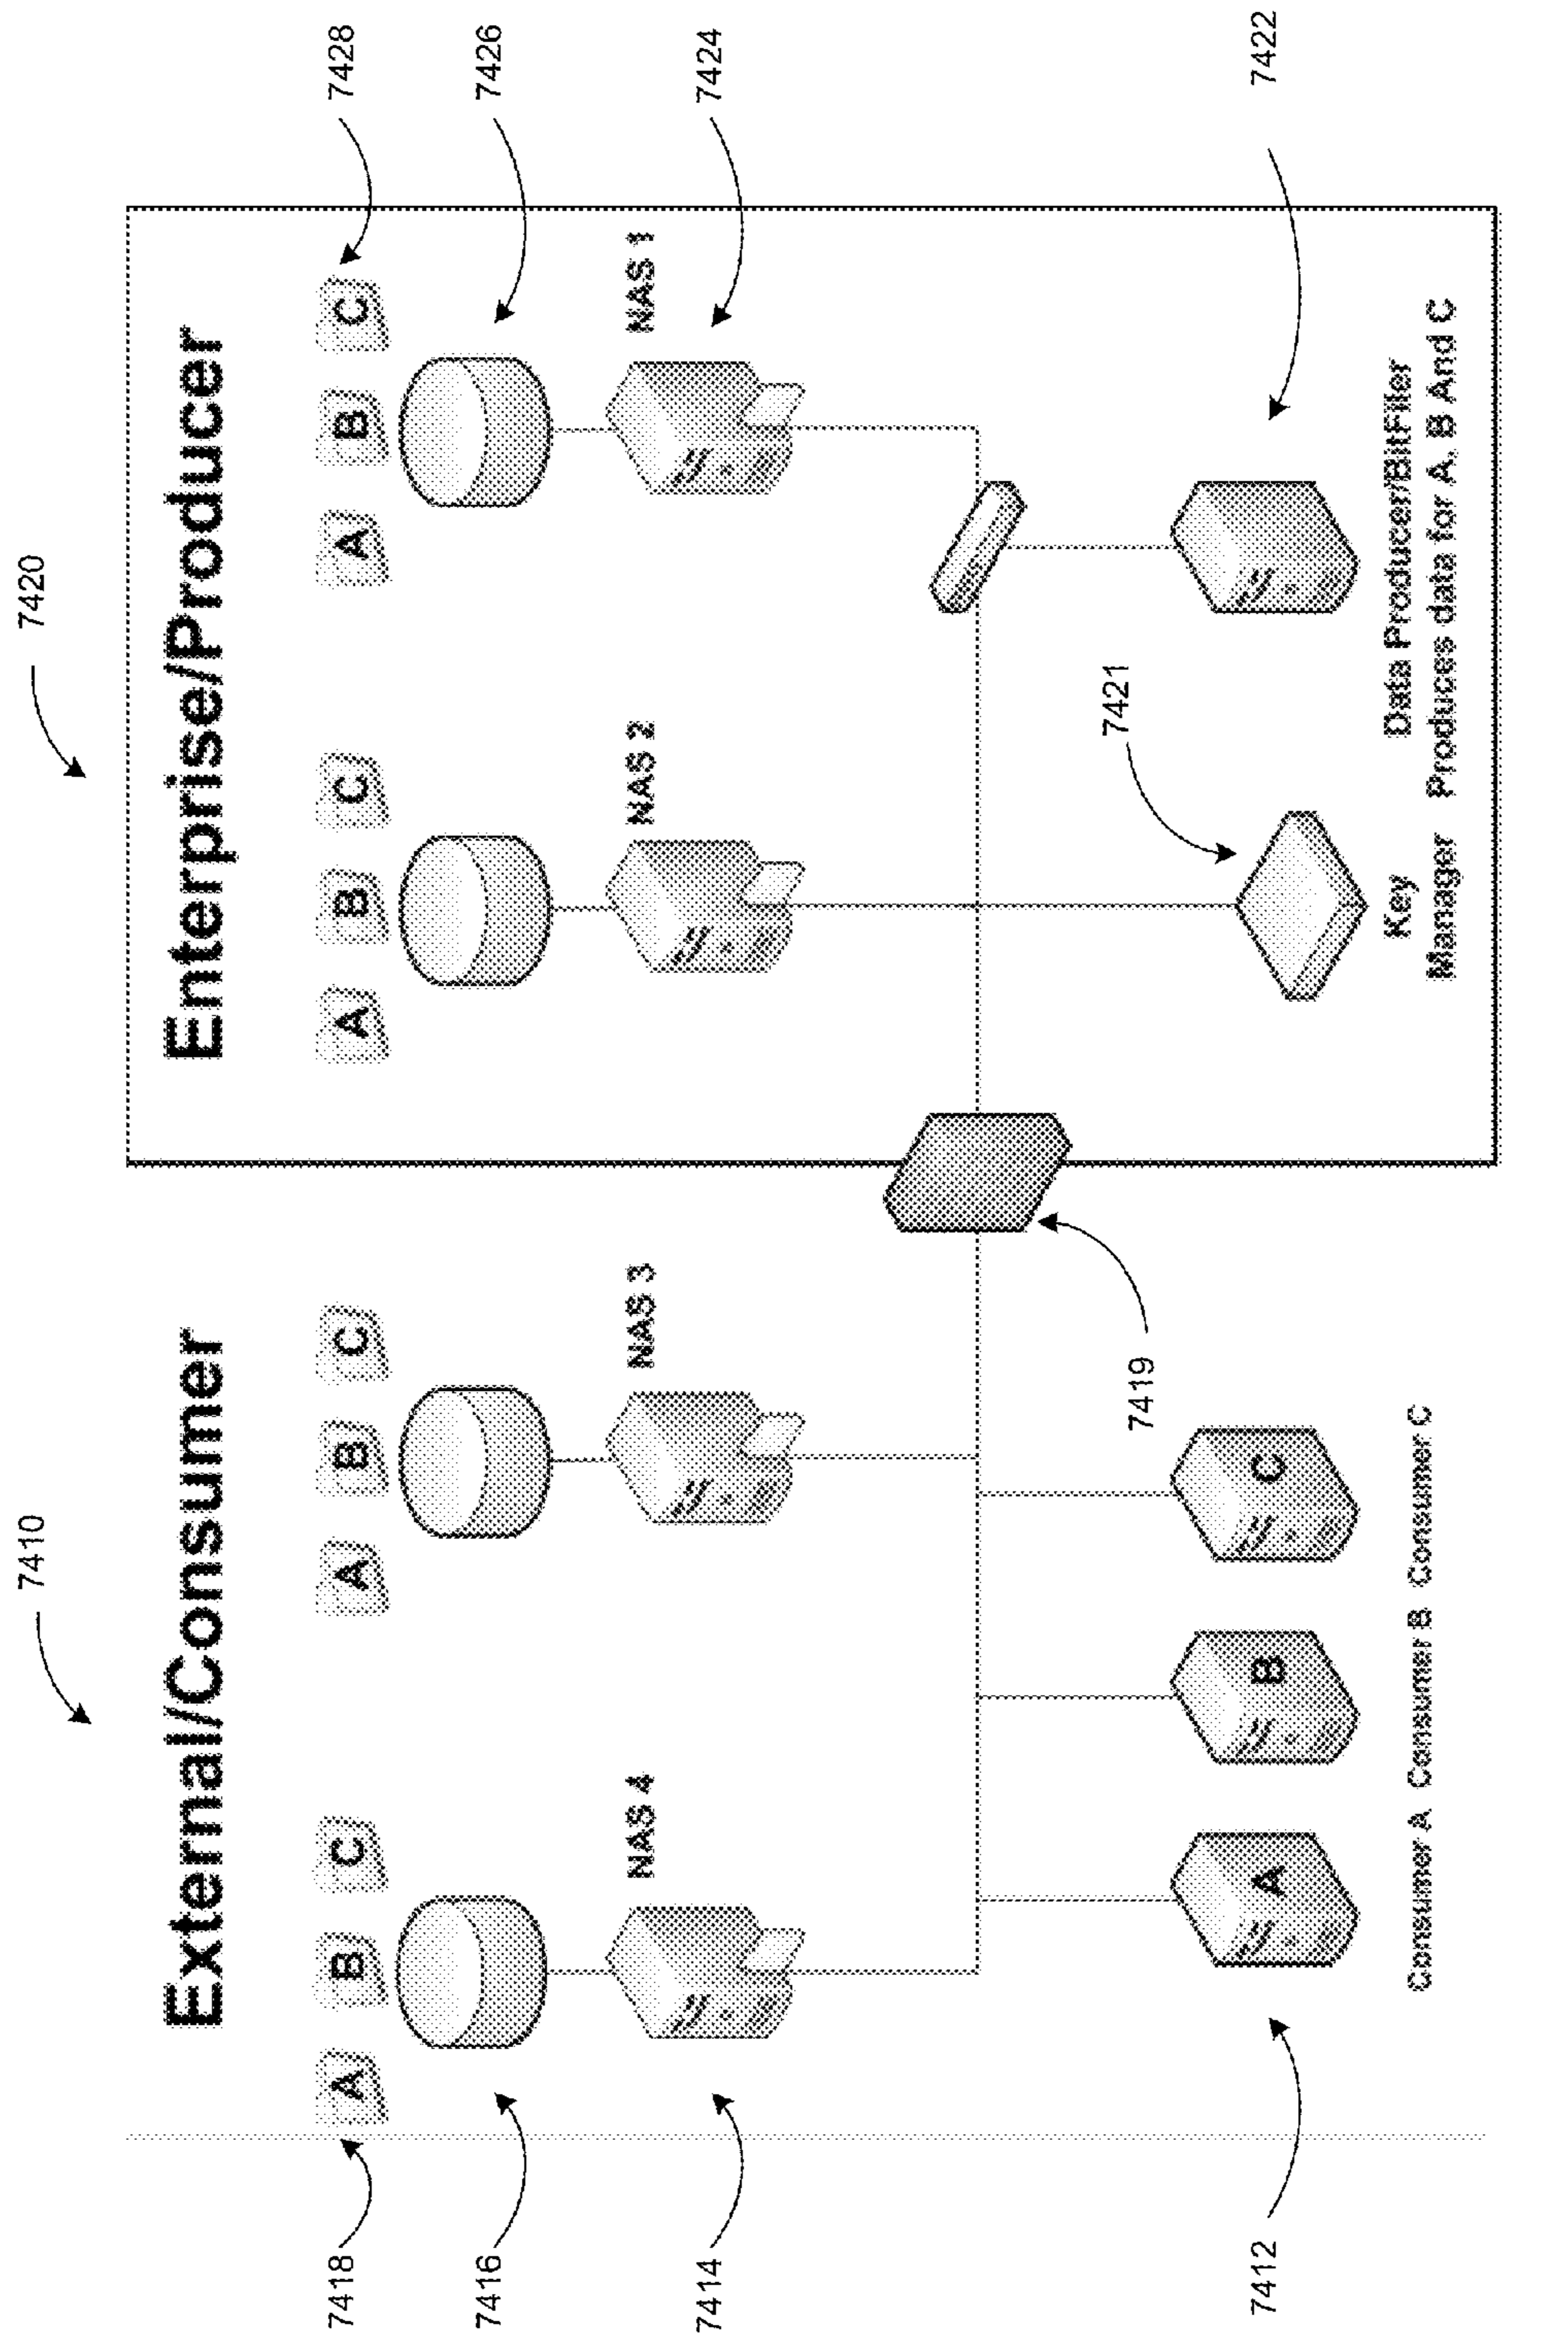 7410
7420
External/Consumer
Enterprise/Producer
7418
A
B
C
A
B
C
A
B
C
A
B
C
7428
7416
7426
NAS 4
NAS 3
NAS 2
NAS 1
7414
7424
7421
7419
A
B
C
7412
7422
Consumer A
Consumer B
Consumer C
Key
Manager
Data Producer/BitFiler
Produces data for A, B And C